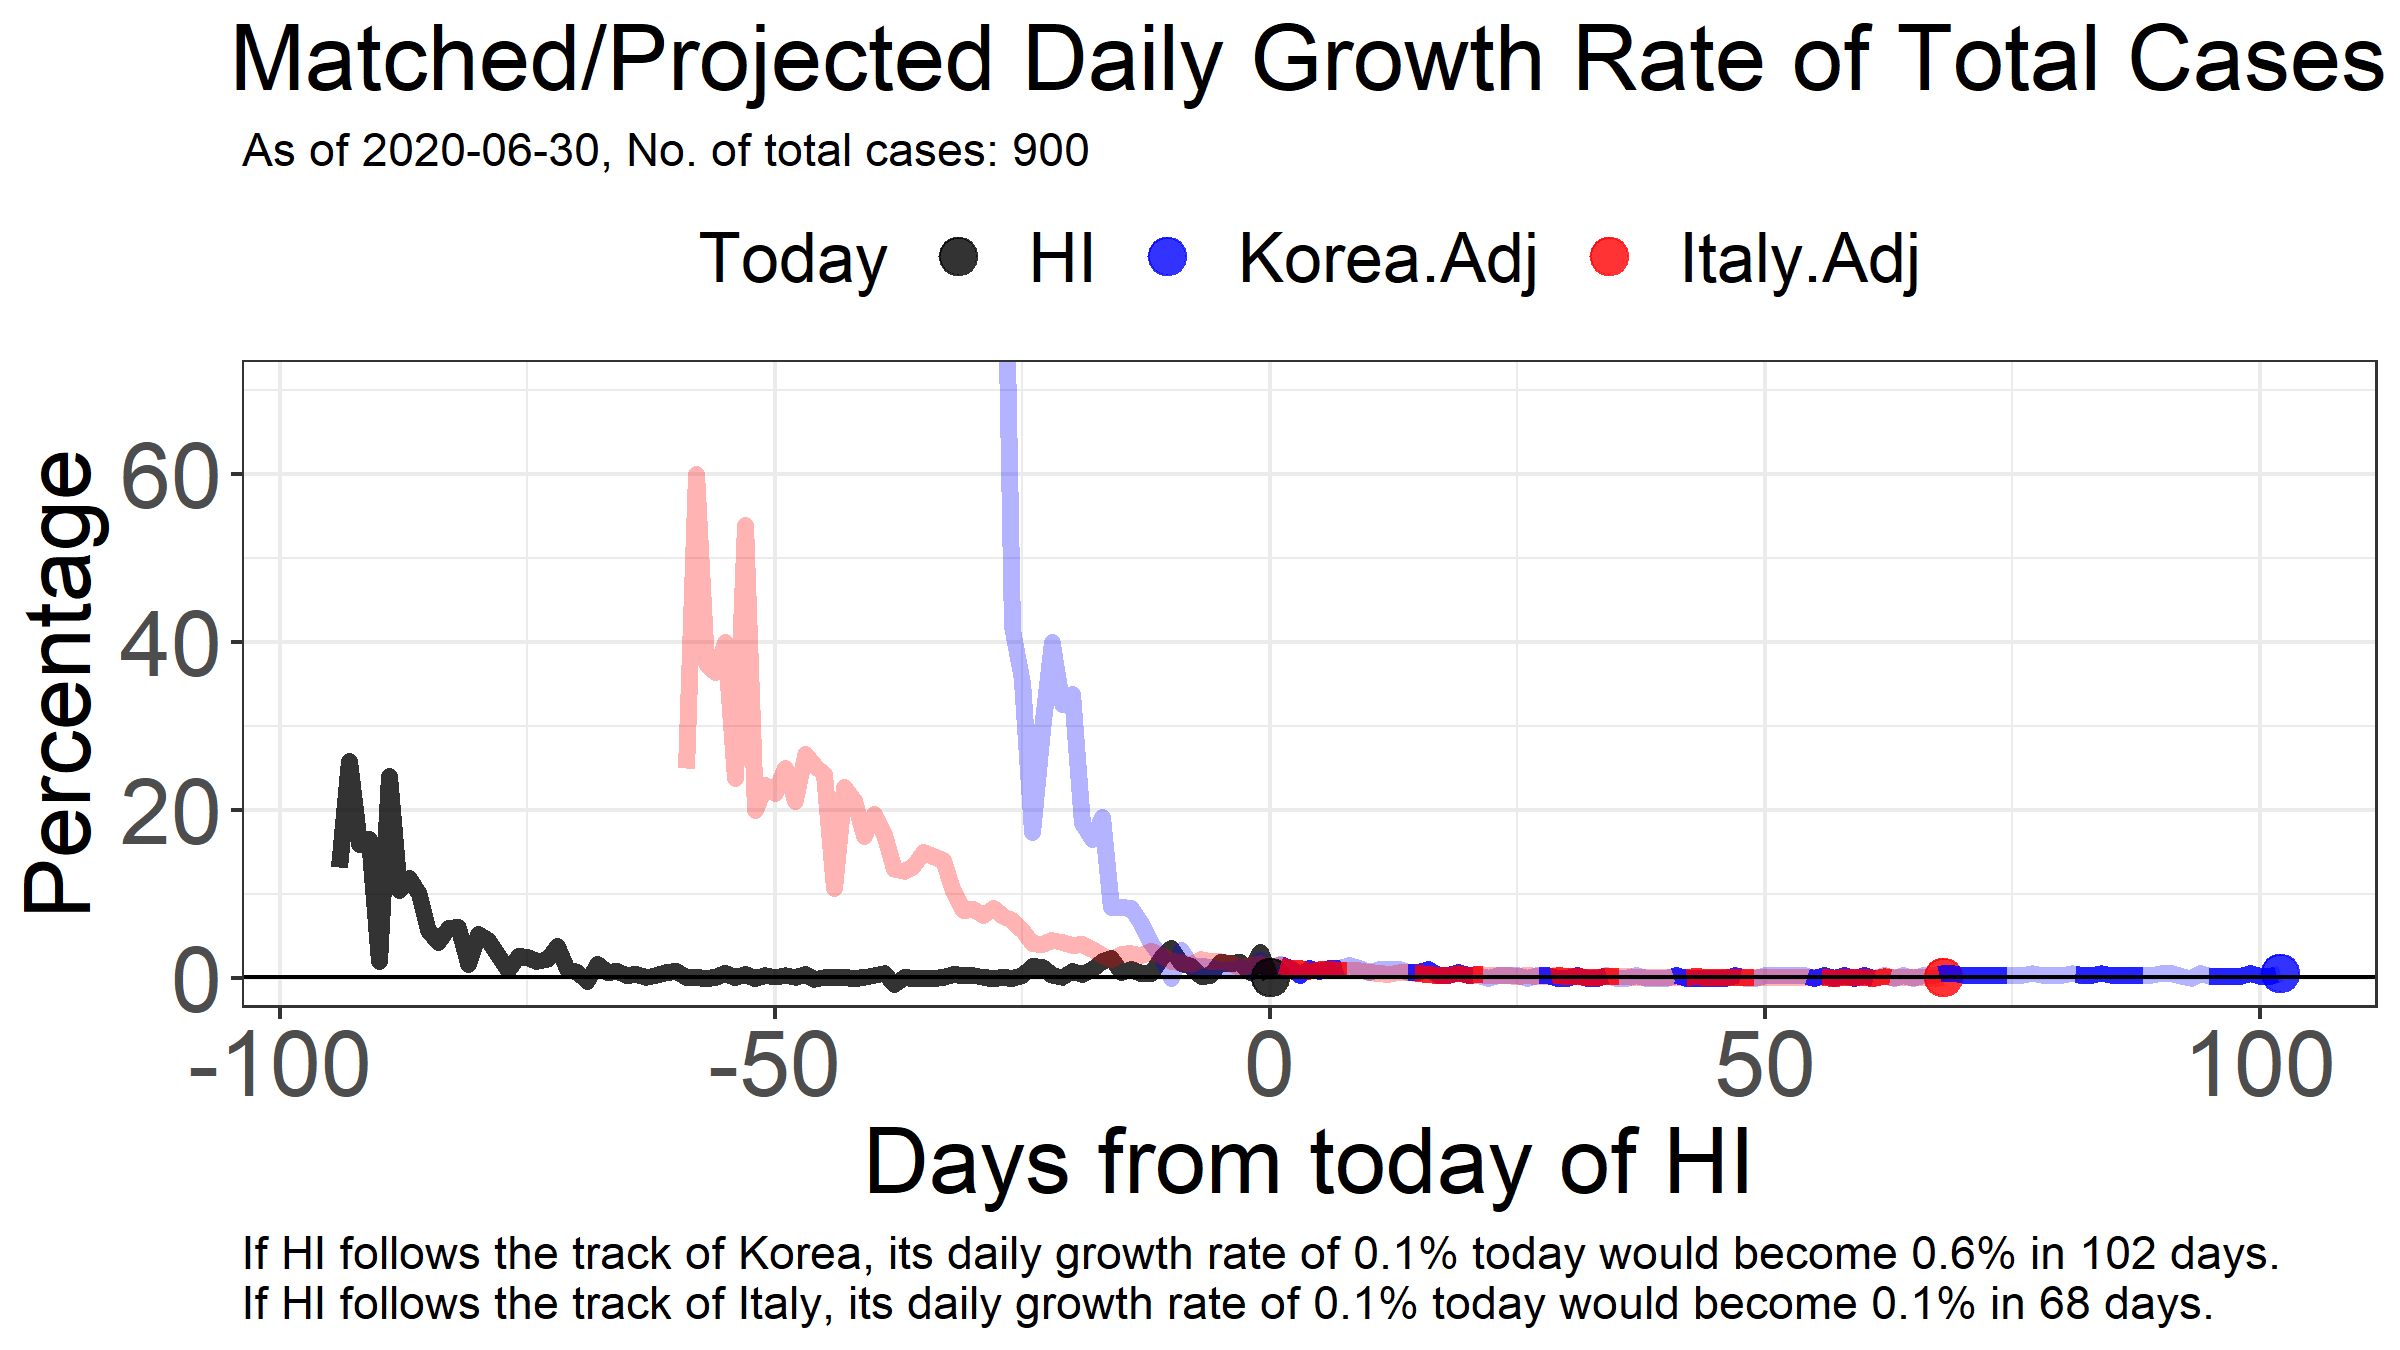 Matched/Projected Daily Growth Rate of Total Cases
As of 2020-06-30, No. of total cases: 900
Today HI Korea.Adj Italy.Adj
Percentage
60
40
20
0
-100 -50 0 50 100
Days from today of HI
If HI follows the track of Korea, its daily growth rate of 0.1% today would become 0.6% in 102 days.
If HI follows the track of Italy, its daily growth rate of 0.1% today would become 0.1% in 68 days.